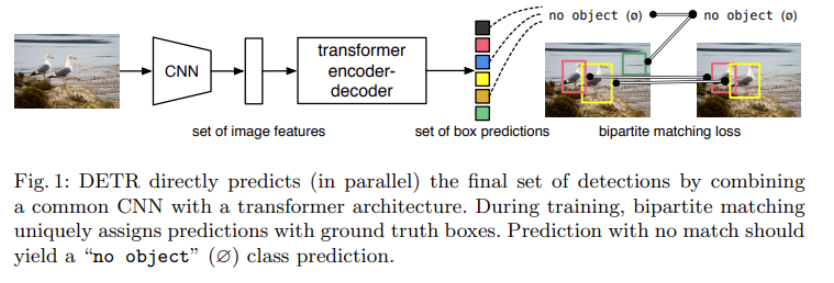 no object (ø) no object (ø)
CNN
transformer
encoder-
decoder
set of image features set of box predictions bipartite matching loss
Fig. 1: DETR directly predicts (in parallel) the final set of detections by combining
a common CNN with a transformer architecture. During training, bipartite matching
uniquely assigns predictions with ground truth boxes. Prediction with no match should
yield a “no object” (∅) class prediction.